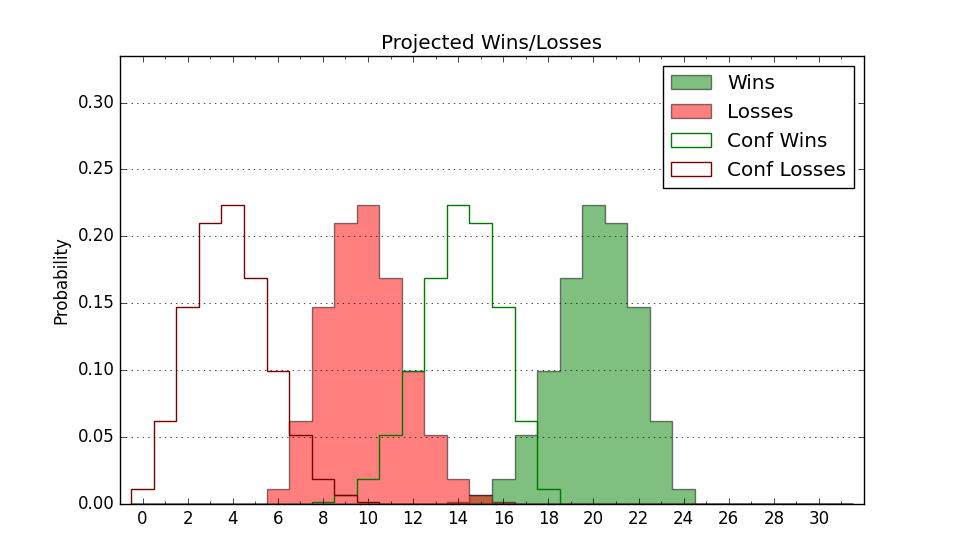 Projected Wins/Losses
Wins
Losses
Conf Wins
Conf Losses
Probability
0.30
0.25
0.20
0.15
0.10
0.05
0.00
0 2 4 6 8 10 12 14 16 18 20 22 24 26 28 30